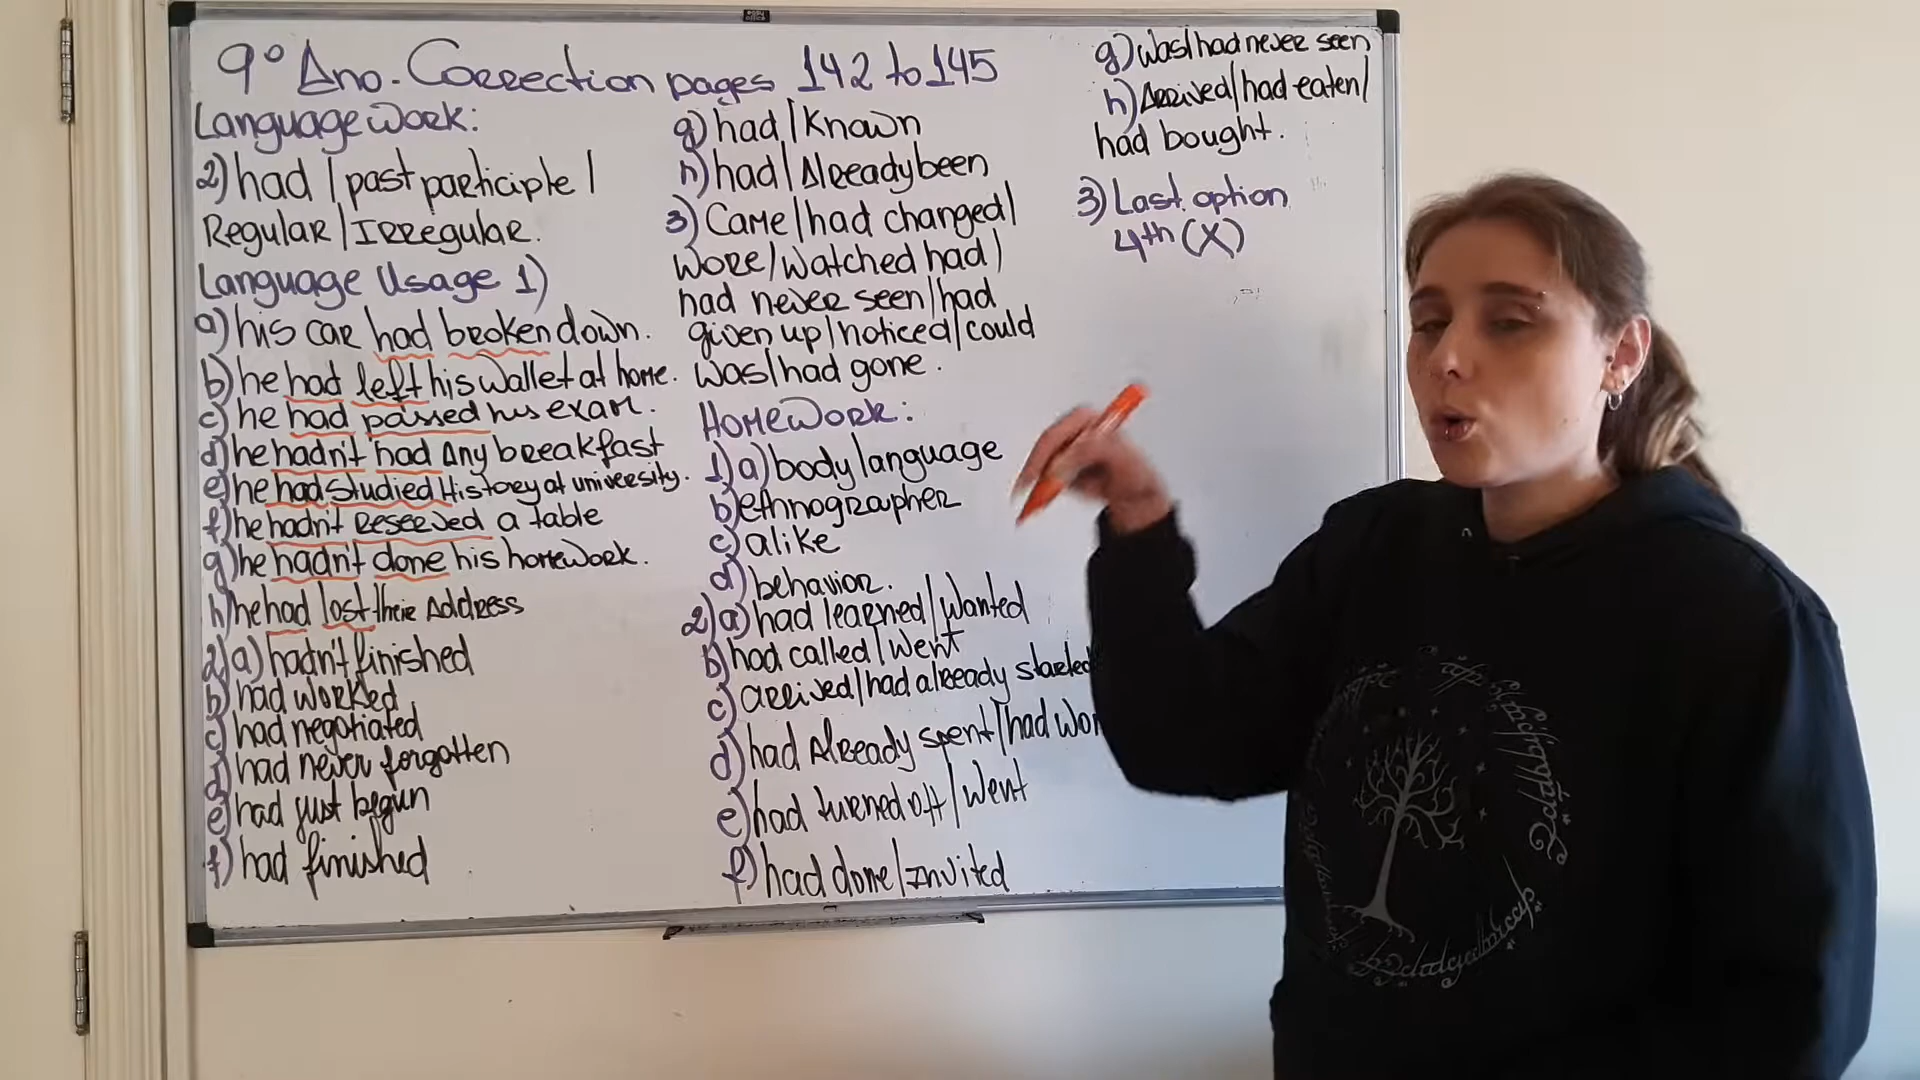 9º Ano. Correction pages 142 to 145
Language Work:
2) had / past participle /
Regular / Irregular.
Language Usage 1)
a) his car had broken down.
b) he had left his wallet at home.
c) he had passed his exam.
d) he hadn't had any breakfast
e) he had studied History at university.
f) he hadn't reserved a table
g) he hadn't done his homework.
h) he had lost their Address
2) a) hadn't finished
b) had worked
c) had negotiated
d) had never forgotten
e) had just begun
f) had finished
g) had / known
h) had / Already been
3) Came / had changed /
Wore / watched had /
had never seen / had
given up / noticed / could
was / had gone.
Homework:
1) a) body language
b) ethnographer
c) alike
d) behavior.
2) a) had learned / Wanted
b) had called / Went
c) arrived / had already started
d) had Already spent / had wor
e) had turned off / Went
f) had done / Invited
g) was / had never seen
h) Arrived / had eaten /
had bought.
3) Last option
4th (X)